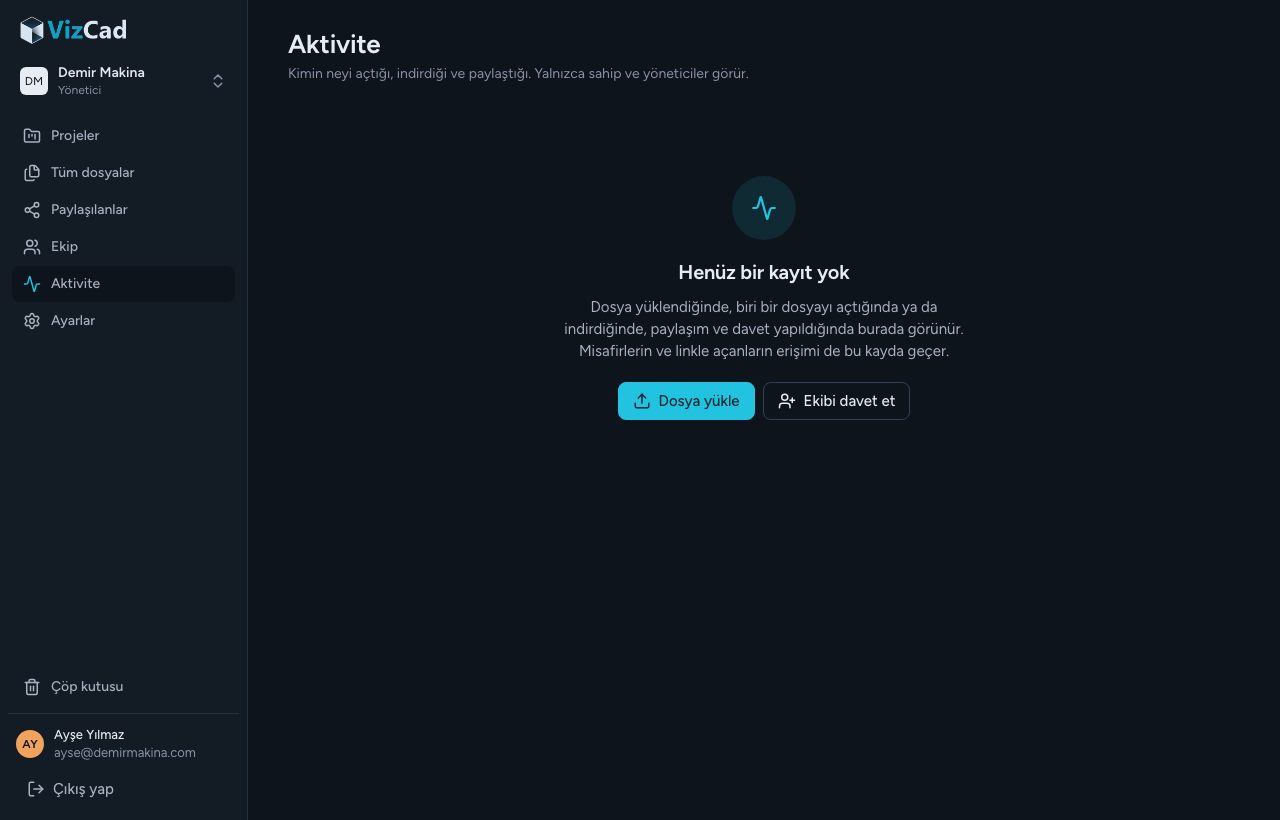 VizCad
DM
Demir Makina
Yönetici
Projeler
Tüm dosyalar
Paylaşılanlar
Ekip
Aktivite
Ayarlar
Çöp kutusu
AY
Ayşe Yılmaz
ayse@demirmakina.com
Çıkış yap
Aktivite
Kimin neyi açtığı, indirdiği ve paylaştığı. Yalnızca sahip ve yöneticiler görür.
Henüz bir kayıt yok
Dosya yüklendiğinde, biri bir dosyayı açtığında ya da
indirdiğinde, paylaşım ve davet yapıldığında burada görünür.
Misafirlerin ve linkle açanların erişimi de bu kayda geçer.
Dosya yükle
Ekibi davet et